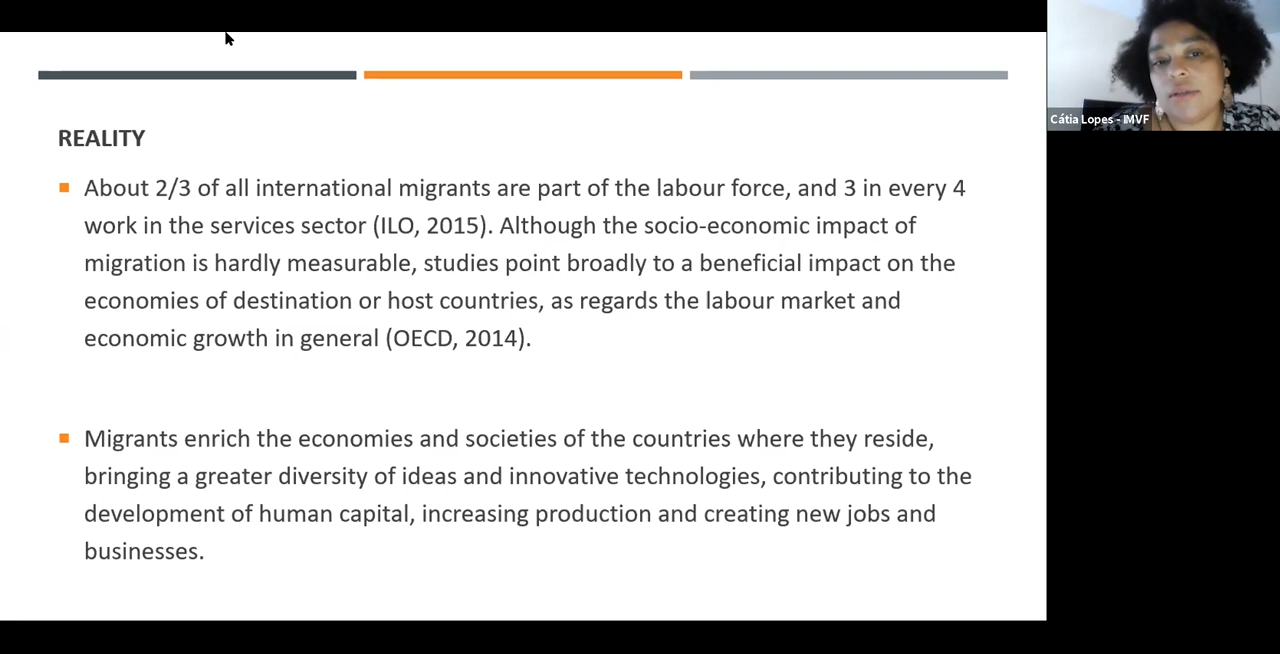 REALITY
About 2/3 of all international migrants are part of the labour force, and 3 in every 4
work in the services sector (ILO, 2015). Although the socio-economic impact of
migration is hardly measurable, studies point broadly to a beneficial impact on the
economies of destination or host countries, as regards the labour market and
economic growth in general (OECD, 2014).
Migrants enrich the economies and societies of the countries where they reside,
bringing a greater diversity of ideas and innovative technologies, contributing to the
development of human capital, increasing production and creating new jobs and
businesses.
Cátia Lopes - IMVF